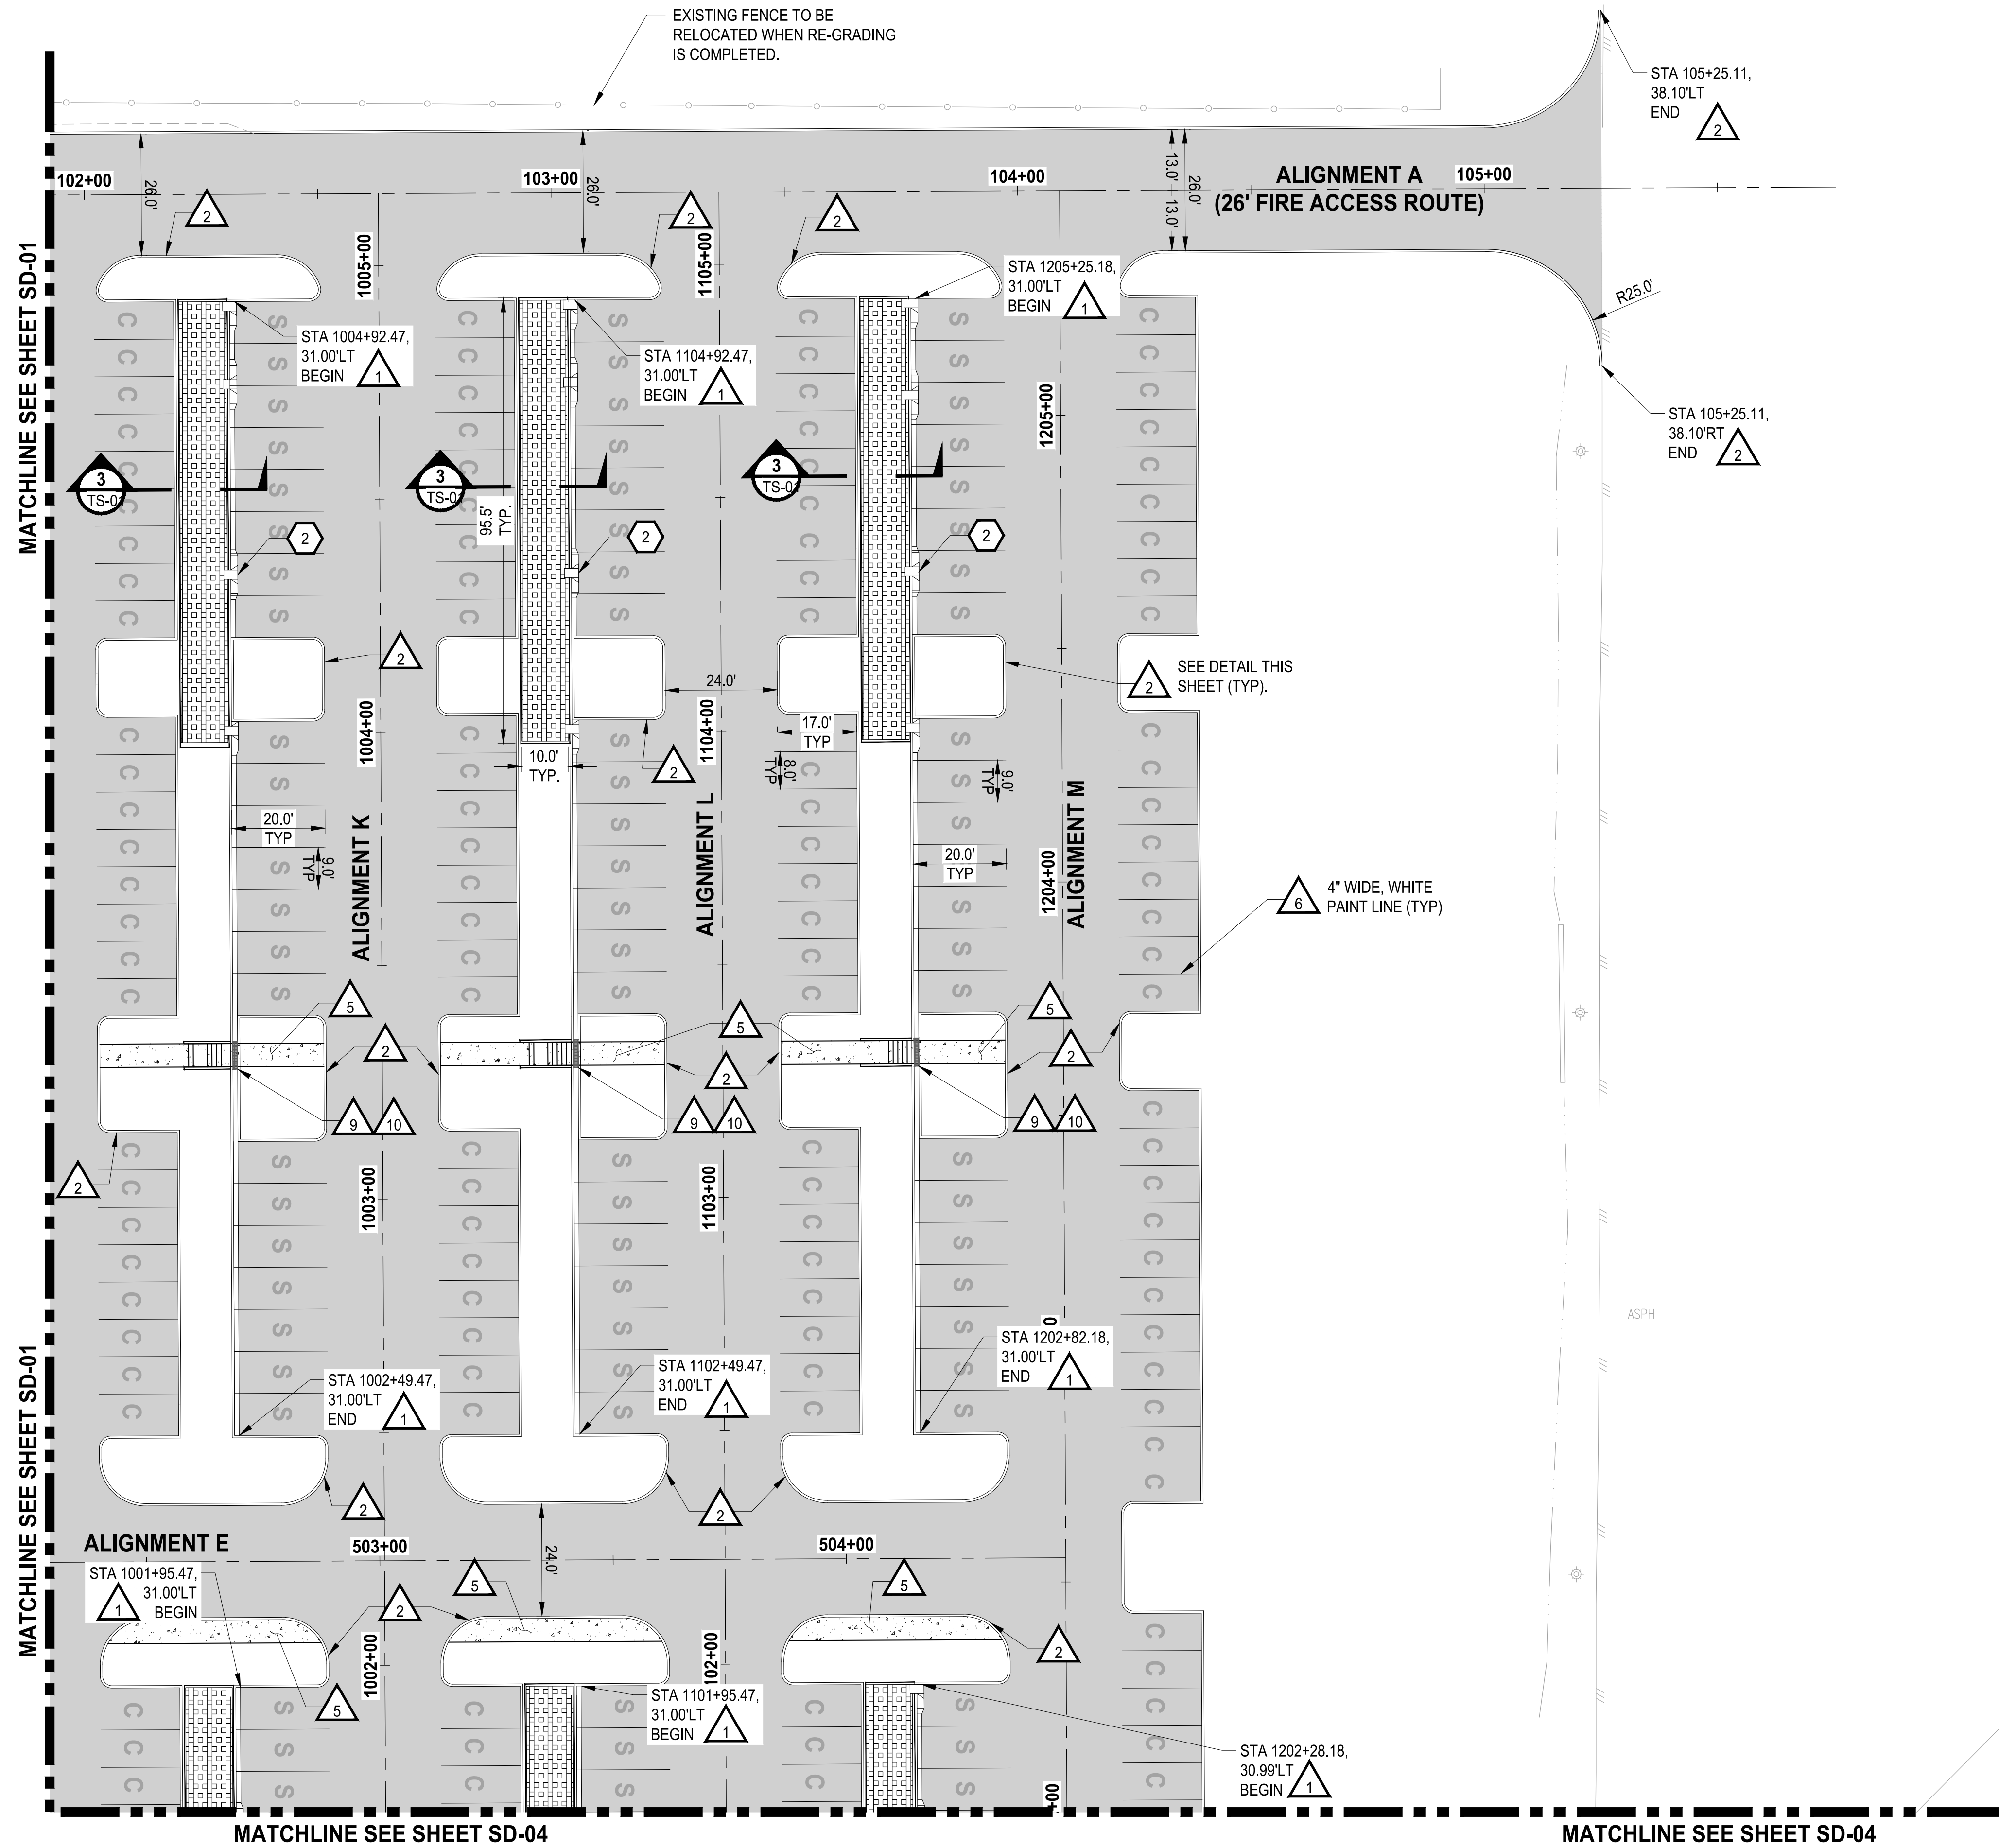 EXISTING FENCE TO BE
RELOCATED WHEN RE-GRADING
IS COMPLETED.
STA 105+25.11,
38.10'LT
END
2
MATCHLINE SEE SHEET SD-01
102+00
103+00
104+00
105+00
ALIGNMENT A
(26' FIRE ACCESS ROUTE)
26.0'
26.0'
13.0'
13.0'
26.0'
2
2
2
1005+00
1105+00
STA 1205+25.18,
31.00'LT
BEGIN
1
R25.0'
STA 1004+92.47,
31.00'LT
BEGIN
1
STA 1104+92.47,
31.00'LT
BEGIN
1
1205+00
STA 105+25.11,
38.10'RT
END
2
3
3
3
95.5'
TYP.
2
2
2
2
24.0'
2
SEE DETAIL THIS
SHEET (TYP).
1004+00
1104+00
17.0'
TYP
10.0'
TYP.
2
8.0'
TYP
9.0'
TYP
20.0'
TYP
9.0'
TYP
20.0'
TYP
ALIGNMENT K
ALIGNMENT L
ALIGNMENT M
1204+00
6
4" WIDE, WHITE
PAINT LINE (TYP)
5
5
5
2
2
2
9
10
9
10
9
10
2
1003+00
1103+00
ASPH
STA 1002+49.47,
31.00'LT
END
1
STA 1102+49.47,
31.00'LT
END
1
STA 1202+82.18,
31.00'LT
END
1
MATCHLINE SEE SHEET SD-01
2
2
ALIGNMENT E
503+00
504+00
24.0'
STA 1001+95.47,
31.00'LT
BEGIN
1
2
5
5
2
1002+00
102+00
5
STA 1101+95.47,
31.00'LT
BEGIN
1
STA 1202+28.18,
30.99'LT
BEGIN
1
+00
C C C C C C C C C
S S S S S S S S
C C C C C C C C C
S S S S S S S S
C C C C C C C C C
S S S S S S S S
C C C C C C C C C
MATCHLINE SEE SHEET SD-04
MATCHLINE SEE SHEET SD-04